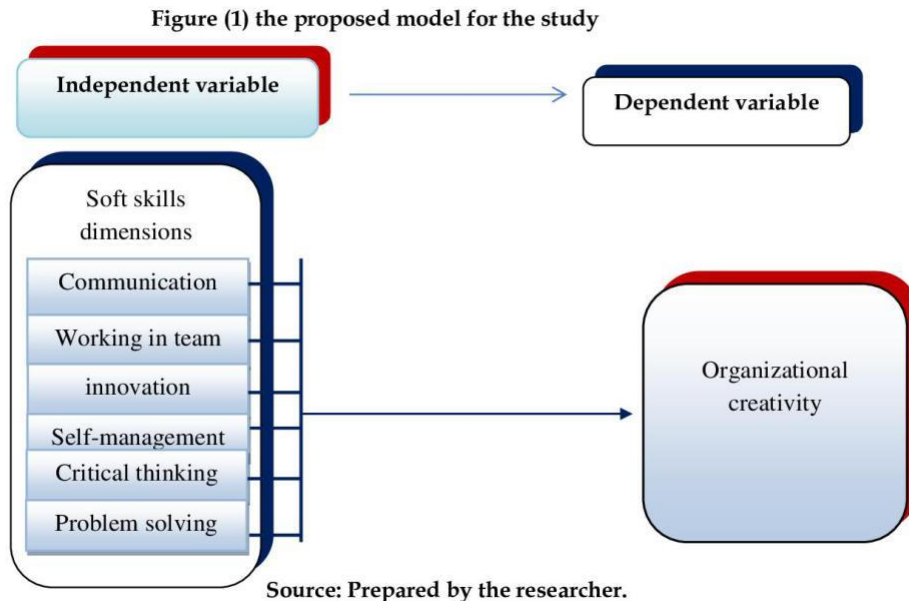 Figure (1) the proposed model for the study
Independent variable
Dependent variable
Soft skills
dimensions
Communication
Working in team
innovation
Self-management
Critical thinking
Problem solving
Organizational
creativity
Source: Prepared by the researcher.